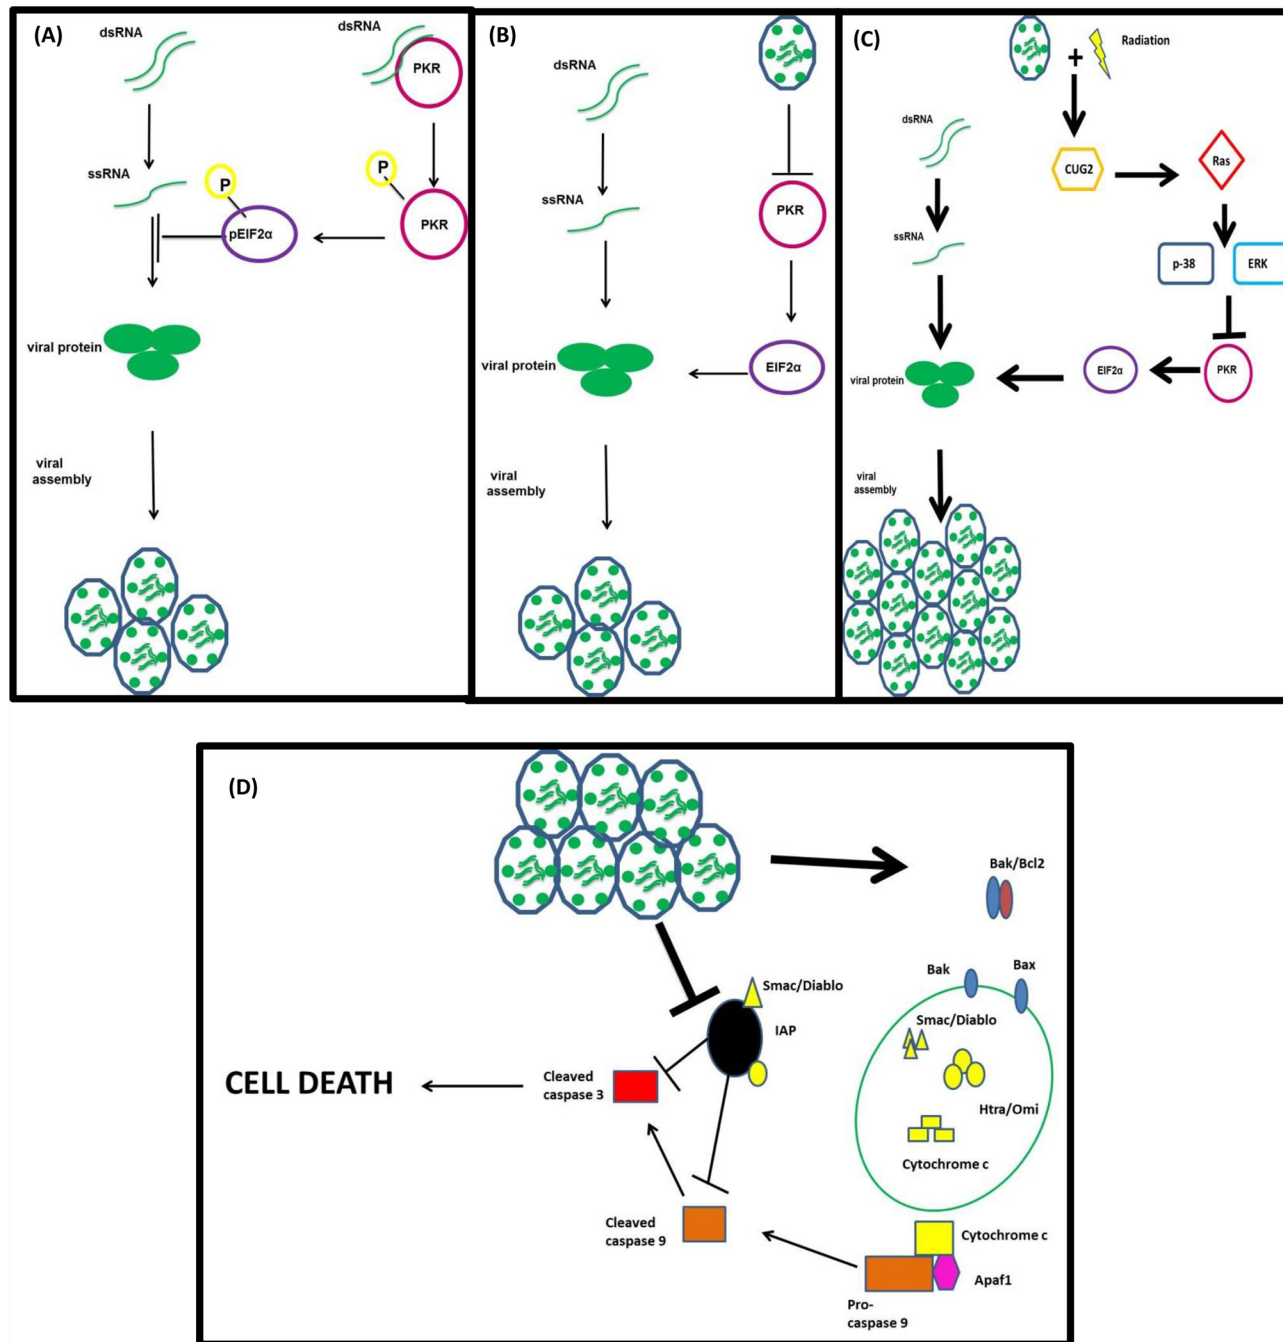 (A)
dsRNA
dsRNA
PKR
ssRNA
P
P
pEIF2α
PKR
viral protein
viral
assembly
(B)
dsRNA
ssRNA
PKR
viral protein
EIF2α
viral
assembly
(C)
+
Radiation
dsRNA
CUG2
Ras
ssRNA
p-38
ERK
viral protein
EIF2α
PKR
viral
assembly
(D)
Bak/Bcl2
Bak
Bax
Smac/Diablo
IAP
Smac/Diablo
Htra/Omi
Cytochrome c
CELL DEATH
Cleaved
caspase 3
Cleaved
caspase 9
Cytochrome c
Apaf1
Pro-
caspase 9